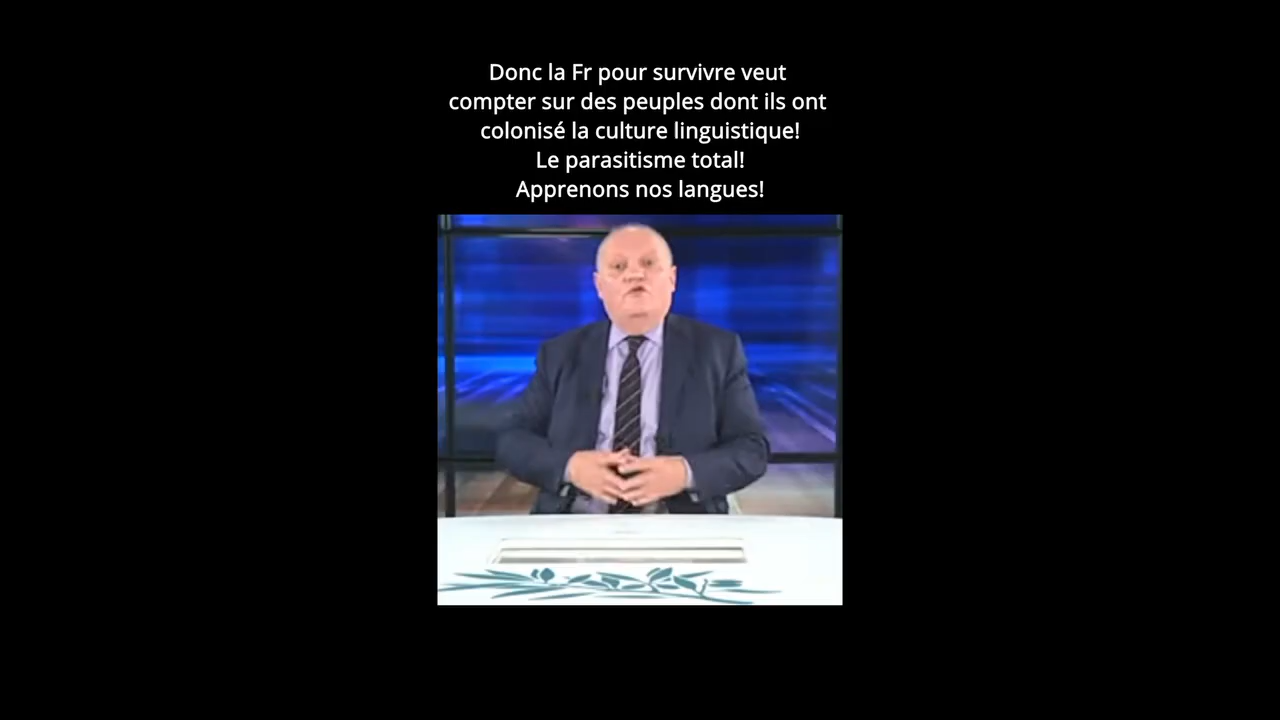 Donc la Fr pour survivre veut
compter sur des peuples dont ils ont
colonisé la culture linguistique!
Le parasitisme total!
Apprenons nos langues!